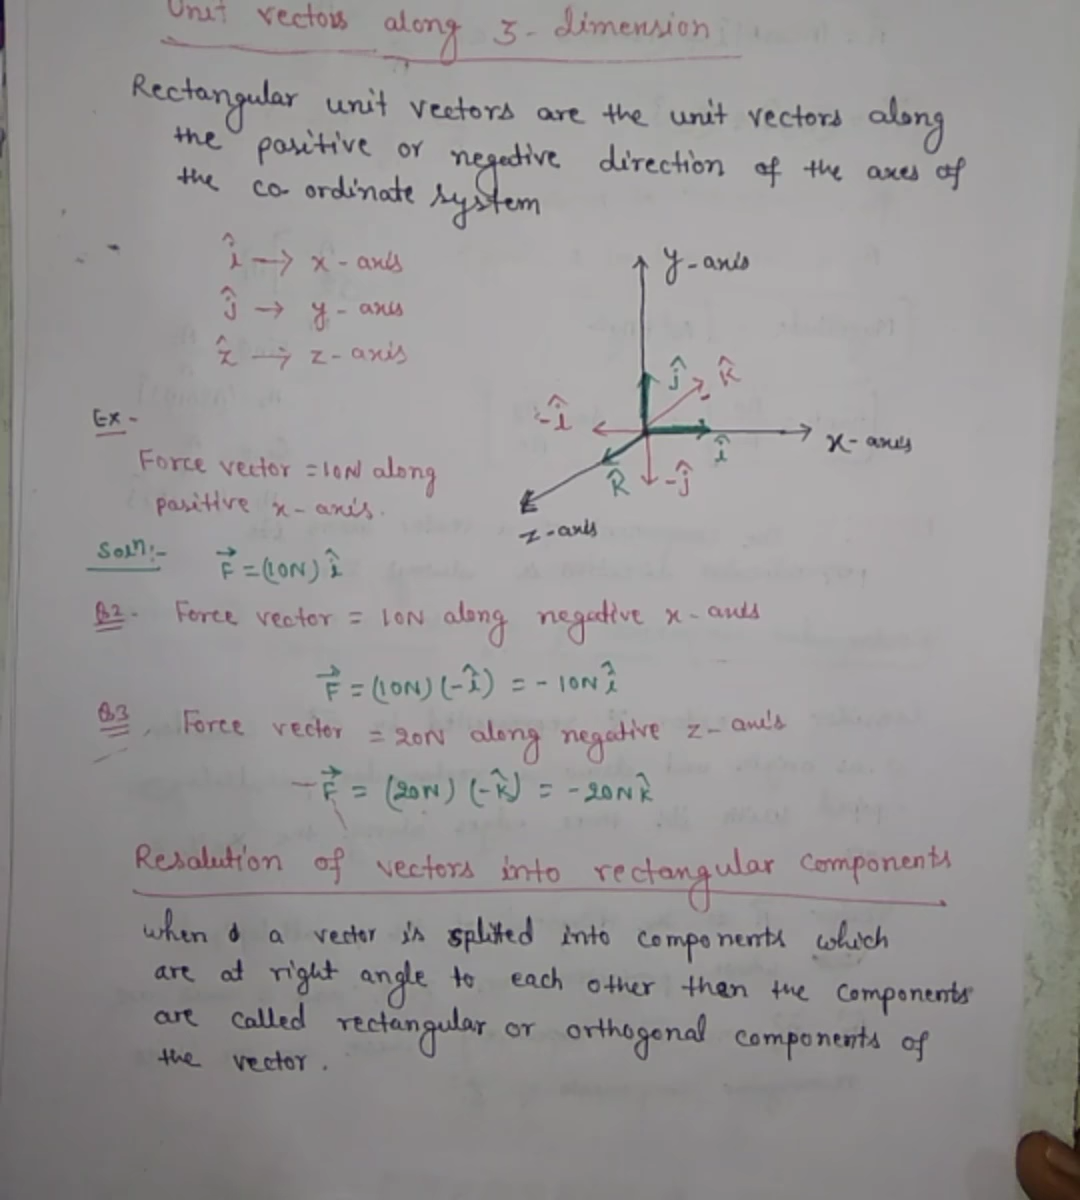 Unit vectors along 3-dimension
Rectangular unit vectors are the unit vectors along
the positive or negative direction of the axes of
the co-ordinate system
î → x-axis
ĵ → y-axis
ẑ → z-axis
y-axis
ĵ
k̂
-î
x-axis
î
k̂
-ĵ
z-axis
Ex-
Force vector = 10N along
positive x-axis.
Soln:-
F⃗ = (10N) î
Q2. Force vector = 10N along negative x-axis
F⃗ = (10N) (-î) = -10N î
Q3 Force vector = 20N along negative z-axis
F⃗ = (20N) (-k̂) = -20N k̂
Resolution of vectors into rectangular components
when a vector is splited into components which
are at right angle to each other then the components
are called rectangular or orthogonal components of
the vector.